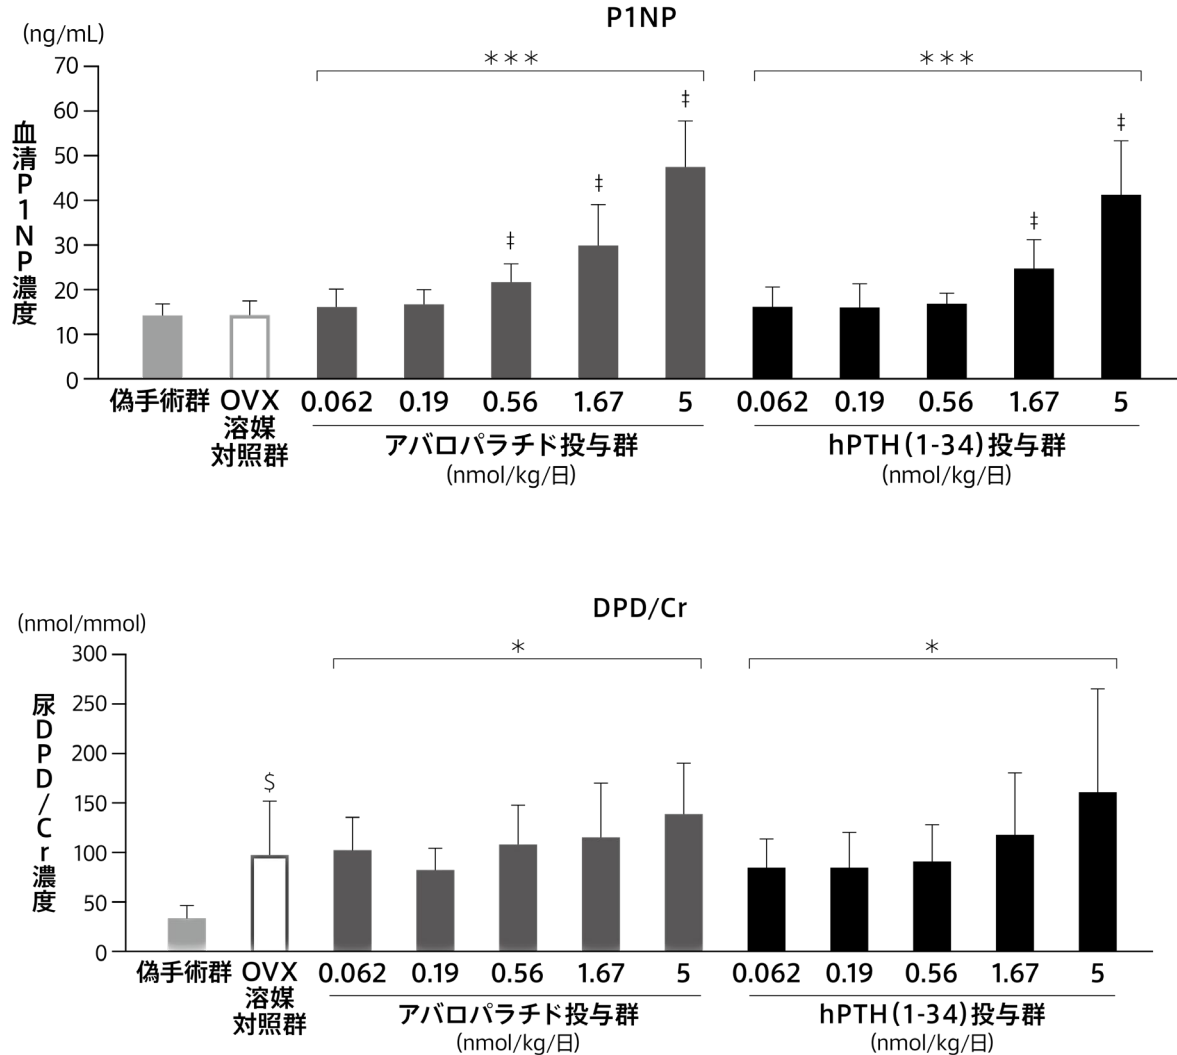 P1NP
(ng/mL)
***
***
70
60
50
40
30
20
10
0
血清P1NP濃度
‡
‡
‡
‡
‡
偽手術群
OVX
溶媒
対照群
0.062 0.19 0.56 1.67 5
アバロパラチド投与群
(nmol/kg/日)
0.062 0.19 0.56 1.67 5
hPTH(1-34)投与群
(nmol/kg/日)
DPD/Cr
(nmol/mmol)
*
*
300
250
200
150
100
50
0
尿DPD/Cr濃度
$
偽手術群
OVX
溶媒
対照群
0.062 0.19 0.56 1.67 5
アバロパラチド投与群
(nmol/kg/日)
0.062 0.19 0.56 1.67 5
hPTH(1-34)投与群
(nmol/kg/日)